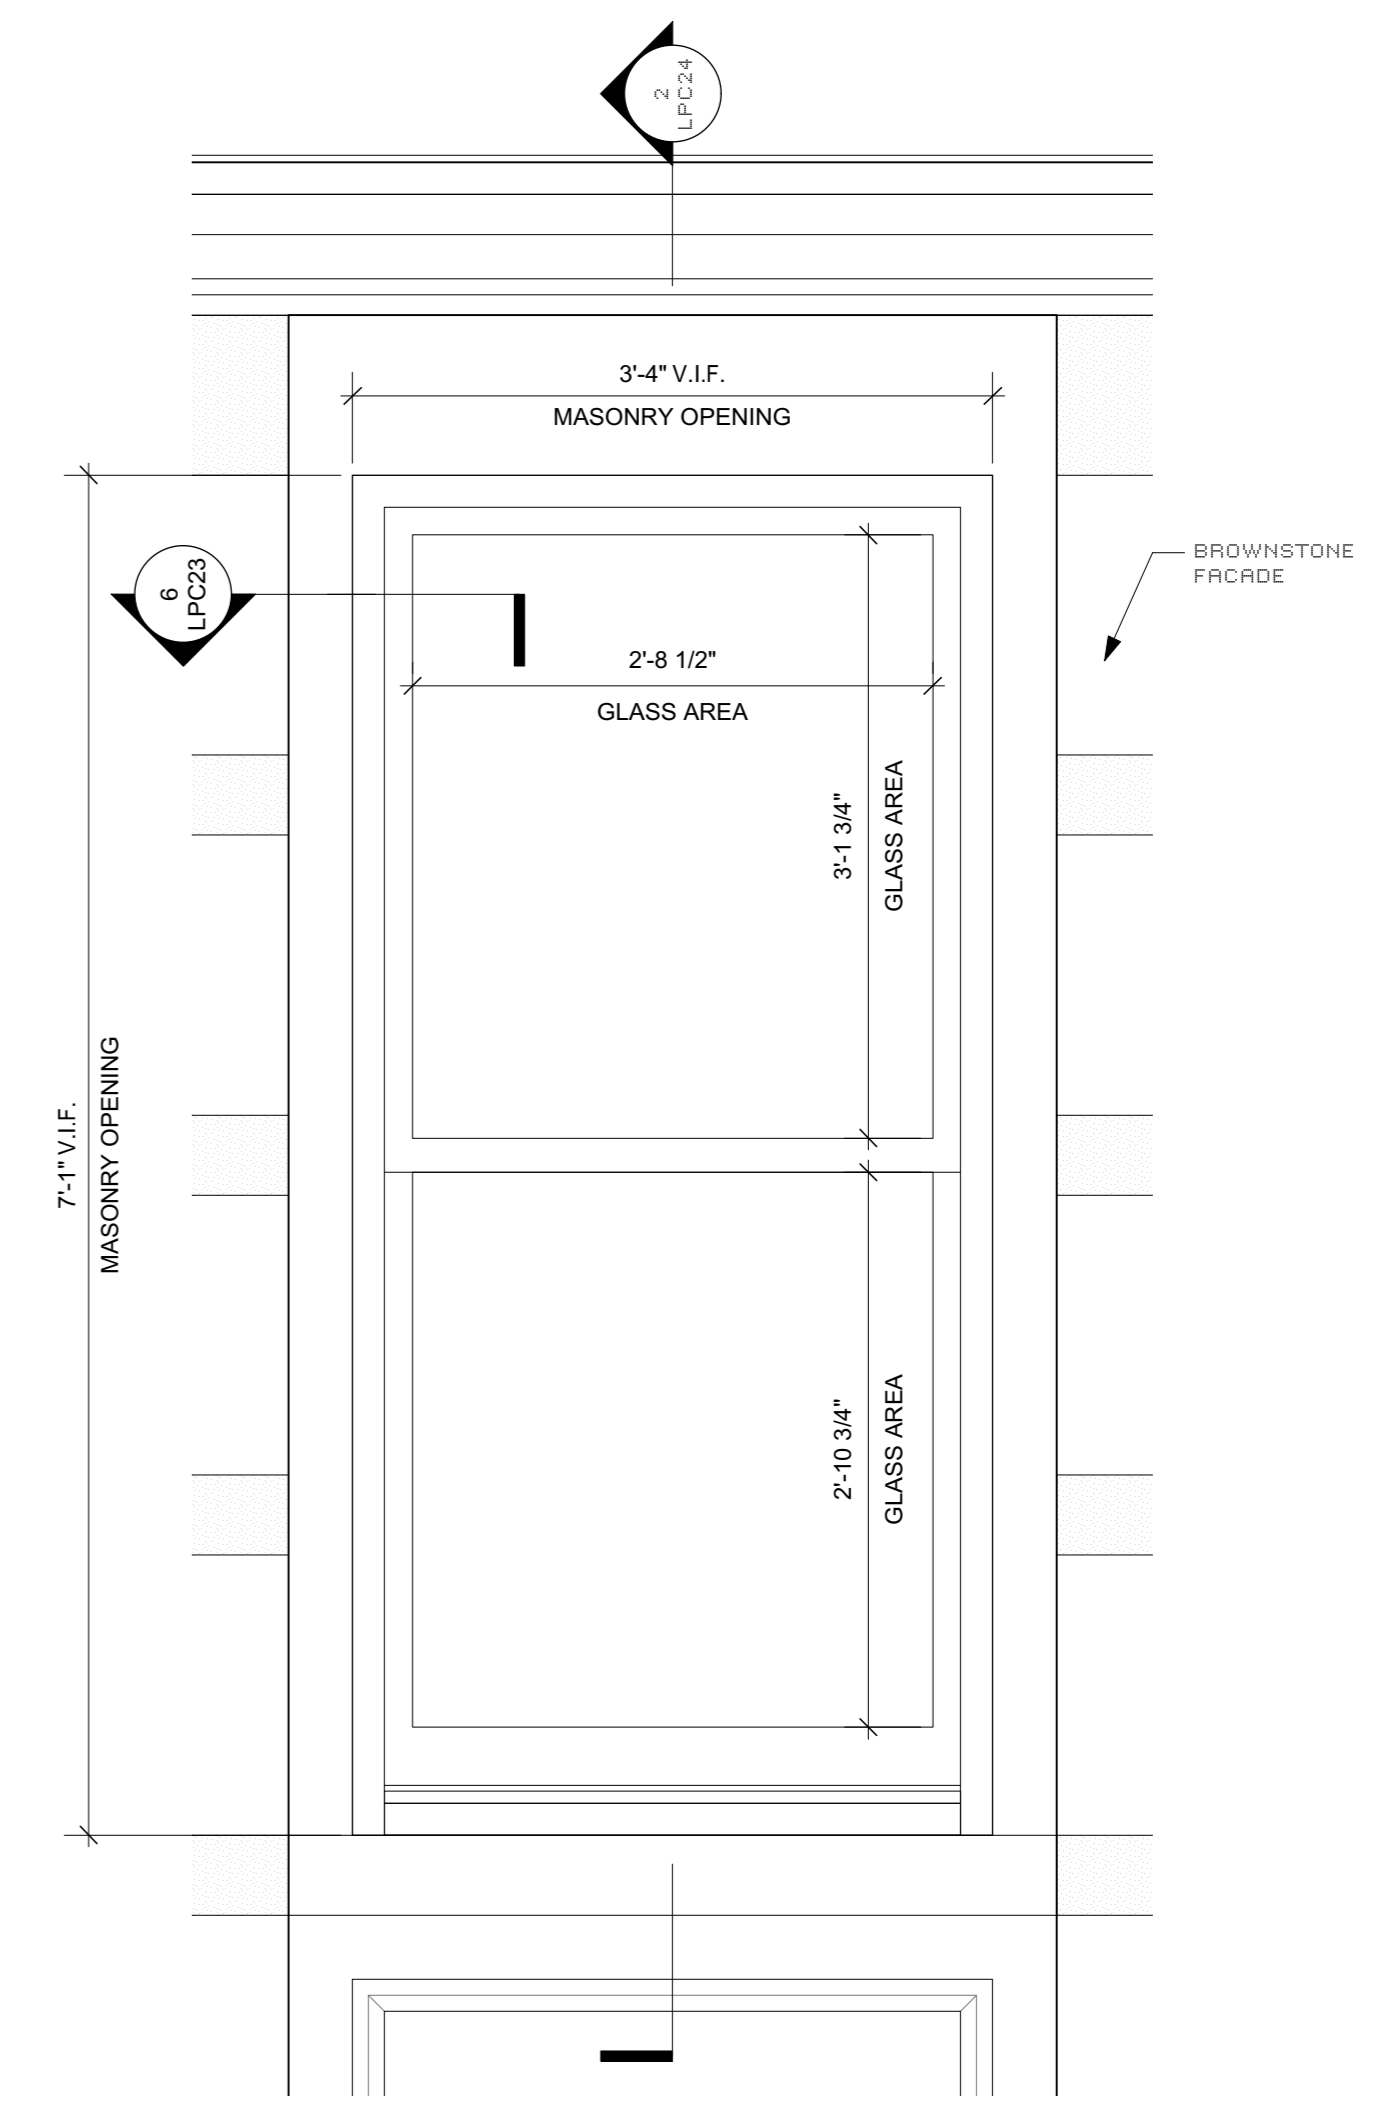 2
LPC24
3'-4" V.I.F.
MASONRY OPENING
BROWNSTONE
FACADE
6
LPC23
2'-8 1/2"
GLASS AREA
3'-1 3/4"
GLASS AREA
7'-1" V.I.F.
MASONRY OPENING
2'-10 3/4"
GLASS AREA